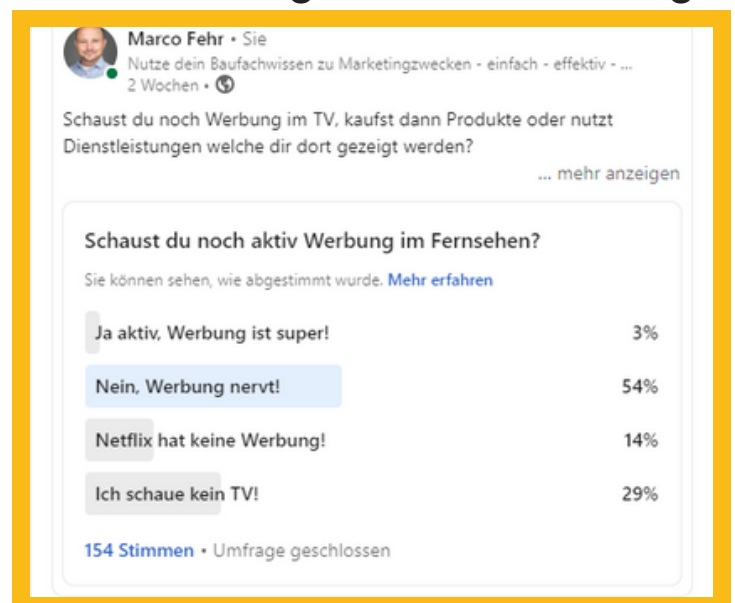 Marco Fehr • Sie
Nutze dein Baufachwissen zu Marketingzwecken - einfach - effektiv - ...
2 Wochen •
Schaust du noch Werbung im TV, kaufst dann Produkte oder nutzt
Dienstleistungen welche dir dort gezeigt werden?
... mehr anzeigen
Schaust du noch aktiv Werbung im Fernsehen?
Sie können sehen, wie abgestimmt wurde. Mehr erfahren
Ja aktiv, Werbung ist super! 3%
Nein, Werbung nervt! 54%
Netflix hat keine Werbung! 14%
Ich schaue kein TV! 29%
154 Stimmen • Umfrage geschlossen